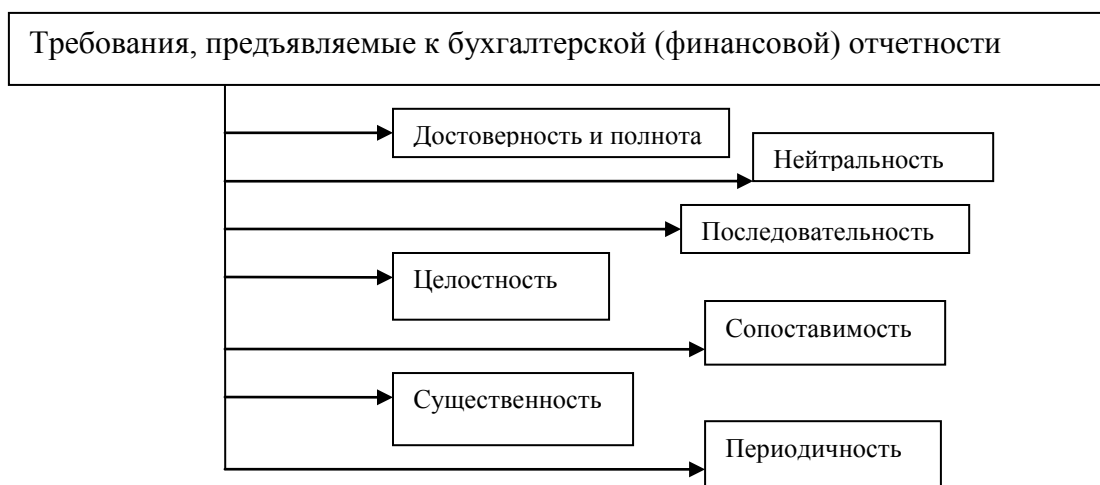 Требования, предъявляемые к бухгалтерской (финансовой) отчетности
Достоверность и полнота
Нейтральность
Последовательность
Целостность
Сопоставимость
Существенность
Периодичность